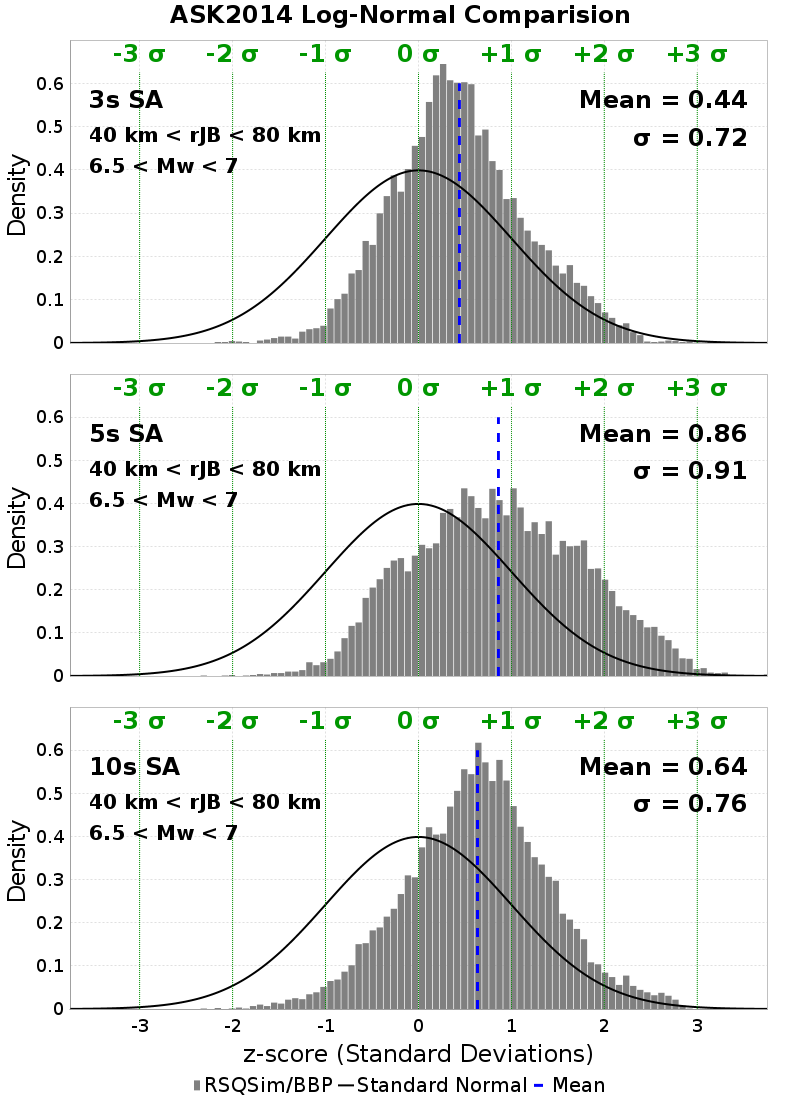 ASK2014 Log-Normal Comparision
-3 σ -2 σ -1 σ 0 σ +1 σ +2 σ +3 σ
3s SA
Mean = 0.44
40 km < rJB < 80 km
σ = 0.72
6.5 < Mw < 7
Density
0.6
0.5
0.4
0.3
0.2
0.1
0
-3 σ -2 σ -1 σ 0 σ +1 σ +2 σ +3 σ
5s SA
Mean = 0.86
40 km < rJB < 80 km
σ = 0.91
6.5 < Mw < 7
Density
0.6
0.5
0.4
0.3
0.2
0.1
0
-3 σ -2 σ -1 σ 0 σ +1 σ +2 σ +3 σ
10s SA
Mean = 0.64
40 km < rJB < 80 km
σ = 0.76
6.5 < Mw < 7
Density
0.6
0.5
0.4
0.3
0.2
0.1
0
-3 -2 -1 0 1 2 3
z-score (Standard Deviations)
RSQSim/BBP Standard Normal Mean